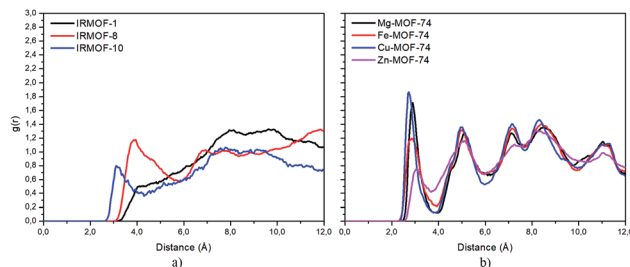 3,0
2,8
2,6
2,4
2,2
2,0
1,8
1,6
1,4
1,2
1,0
0,8
0,6
0,4
0,2
0,0
g(r)
IRMOF-1
IRMOF-8
IRMOF-10
0,0 2,0 4,0 6,0 8,0 10,0 12,0
Distance (Å)
a)
Mg-MOF-74
Fe-MOF-74
Cu-MOF-74
Zn-MOF-74
0,0 2,0 4,0 6,0 8,0 10,0 12,0
Distance (Å)
b)